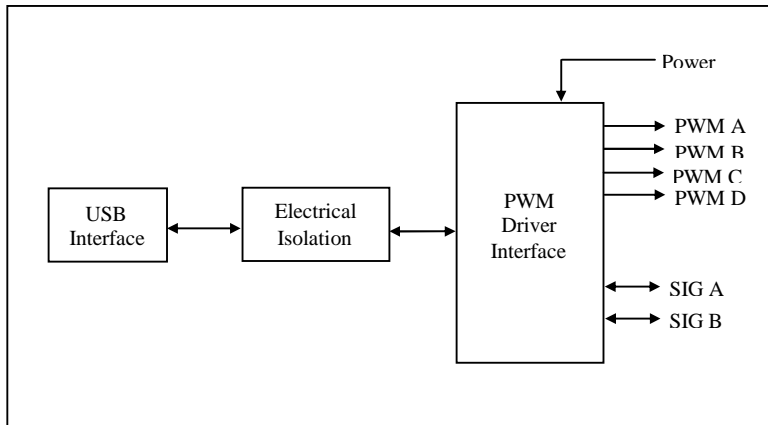 Power
PWM A
PWM B
PWM C
PWM D
USB
Interface
Electrical
Isolation
PWM
Driver
Interface
SIG A
SIG B